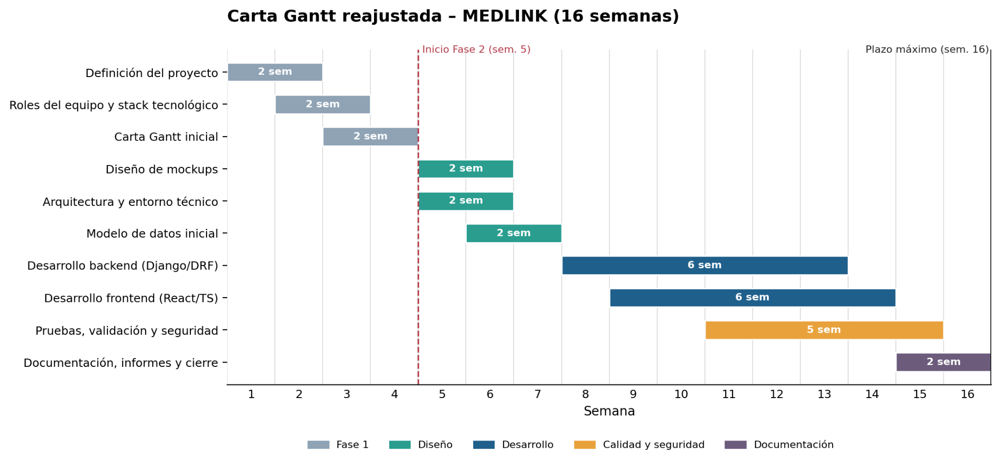 Carta Gantt reajustada – MEDLINK (16 semanas)
Inicio Fase 2 (sem. 5)
Plazo máximo (sem. 16)
Definición del proyecto
2 sem
Roles del equipo y stack tecnológico
2 sem
Carta Gantt inicial
2 sem
Diseño de mockups
2 sem
Arquitectura y entorno técnico
2 sem
Modelo de datos inicial
2 sem
Desarrollo backend (Django/DRF)
6 sem
Desarrollo frontend (React/TS)
6 sem
Pruebas, validación y seguridad
5 sem
Documentación, informes y cierre
2 sem
1 2 3 4 5 6 7 8 9 10 11 12 13 14 15 16
Semana
Fase 1 Diseño Desarrollo Calidad y seguridad Documentación